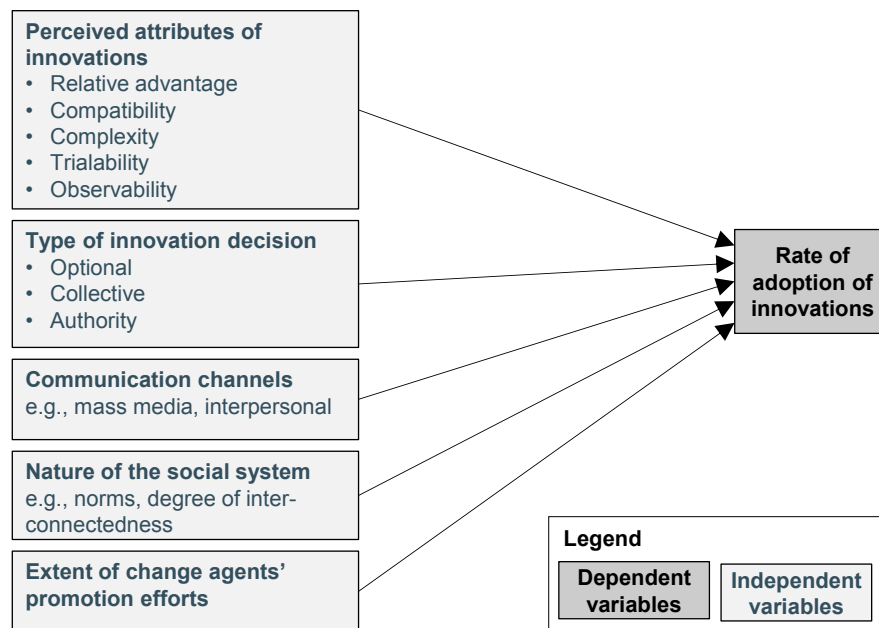 Perceived attributes of
innovations
• Relative advantage
• Compatibility
• Complexity
• Trialability
• Observability
Type of innovation decision
• Optional
• Collective
• Authority
Communication channels
e.g., mass media, interpersonal
Nature of the social system
e.g., norms, degree of inter-
connectedness
Extent of change agents'
promotion efforts
Rate of
adoption of
innovations
Legend
Dependent
variables
Independent
variables